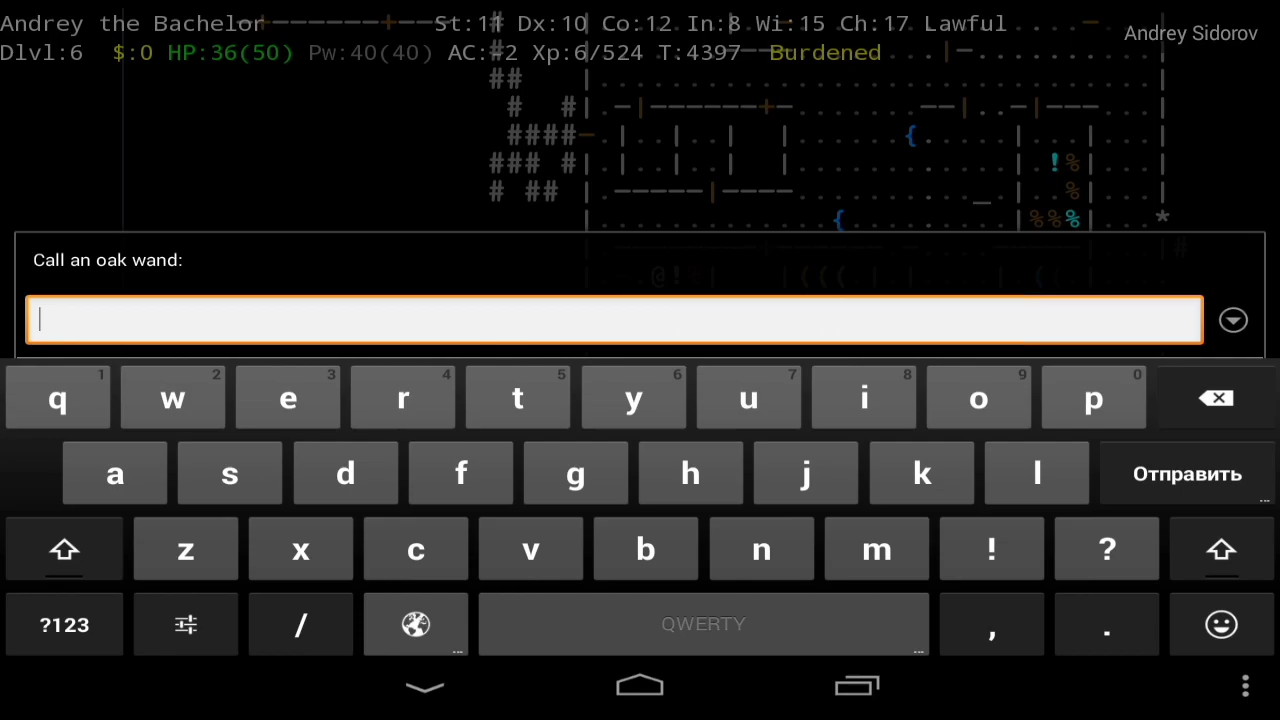 Andrey the Bachelor St:11 Dx:10 Co:12 In:8 Wi:15 Ch:17 Lawful
Andrey Sidorov
Dlvl:6 $:0 HP:36(50) Pw:40(40) AC:-2 Xp:6/524 T:4397 Burdened
Call an oak wand:
q 1 w 2 e 3 r 4 t 5 y 6 u 7 i 8 o 9 p 0
a s d f g h j k l Отправить
z x c v b n m ! ?
?123 / QWERTY , .